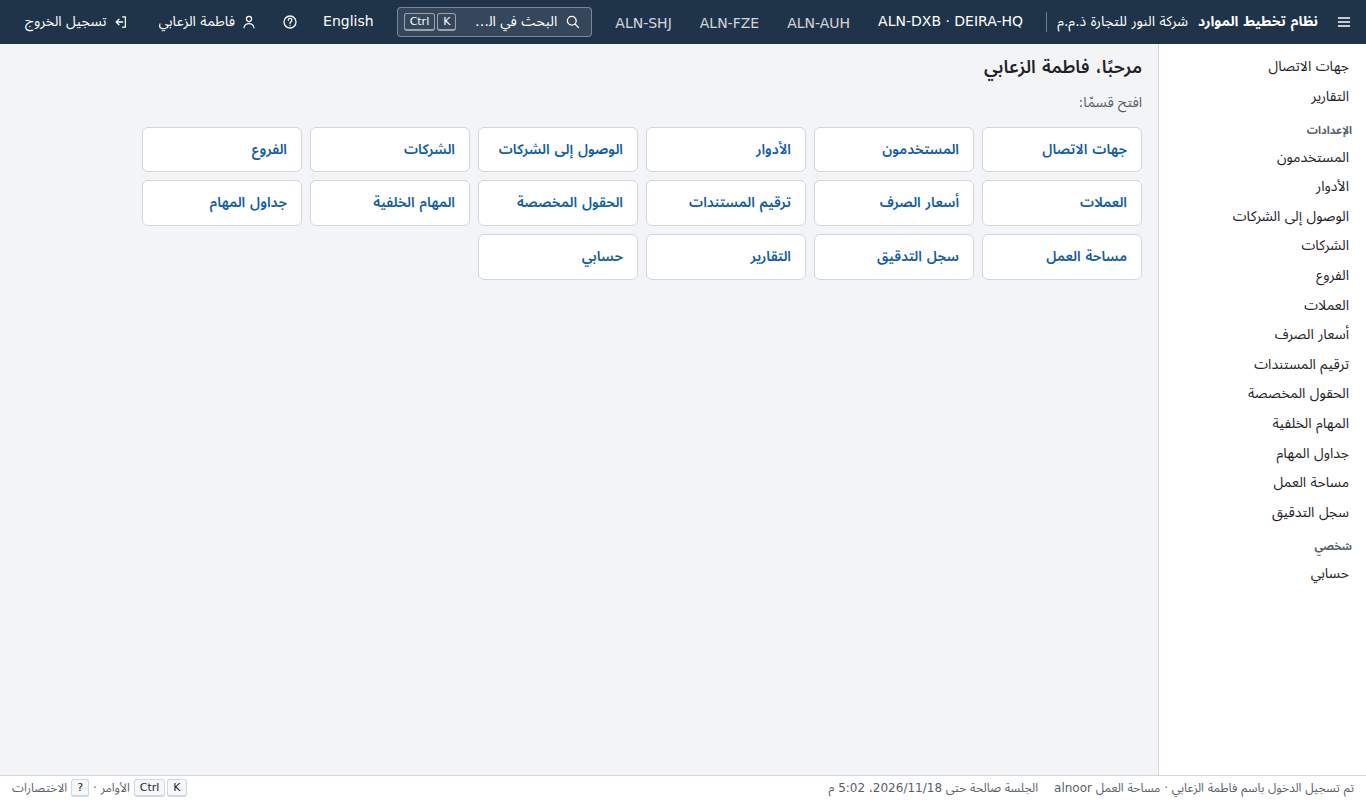 نظام تخطيط الموارد شركة النور للتجارة ذ.م.م ALN-DXB · DEIRA-HQ ALN-AUH ALN-FZE ALN-SHJ البحث في ال... Ctrl K English فاطمة الزعابي تسجيل الخروج
جهات الاتصال
التقارير
الإعدادات
المستخدمون
الأدوار
الوصول إلى الشركات
الشركات
الفروع
العملات
أسعار الصرف
ترقيم المستندات
الحقول المخصصة
المهام الخلفية
جداول المهام
مساحة العمل
سجل التدقيق
شخصي
حسابي
مرحبًا، فاطمة الزعابي
افتح قسمًا:
جهات الاتصال المستخدمون الأدوار الوصول إلى الشركات الشركات الفروع
العملات أسعار الصرف ترقيم المستندات الحقول المخصصة المهام الخلفية جداول المهام
مساحة العمل سجل التدقيق التقارير حسابي
تم تسجيل الدخول باسم فاطمة الزعابي · مساحة العمل alnoor الجلسة صالحة حتى 2026/11/18، 5:02 م Ctrl K الأوامر · ? الاختصارات